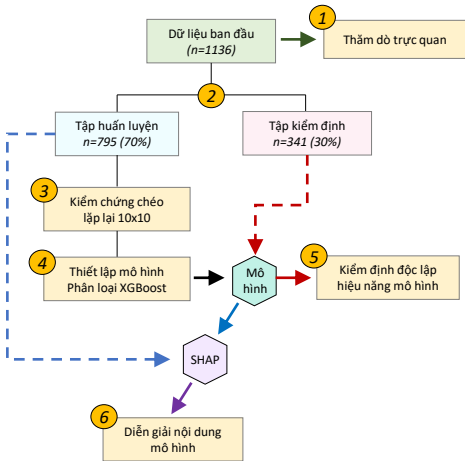 1
Dữ liệu ban đầu
(n=1136)
Thăm dò trực quan
2
Tập huấn luyện
n=795 (70%)
Tập kiểm định
n=341 (30%)
3
Kiểm chứng chéo
lặp lại 10x10
4
Thiết lập mô hình
Phân loại XGBoost
Mô
hình
5
Kiểm định độc lập
hiệu năng mô hình
SHAP
6
Diễn giải nội dung
mô hình